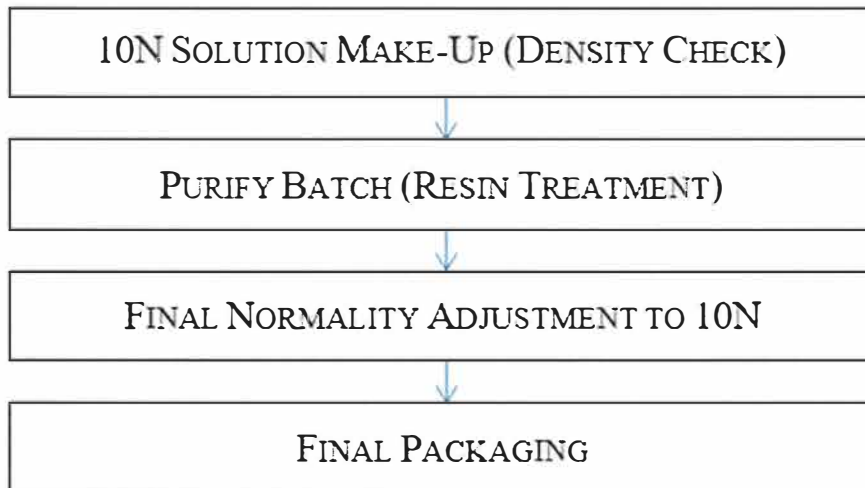 10N SOLUTION MAKE-UP (DENSITY CHECK)
PURIFY BATCH (RESIN TREATMENT)
FINAL NORMALITY ADJUSTMENT TO 10N
FINAL PACKAGING